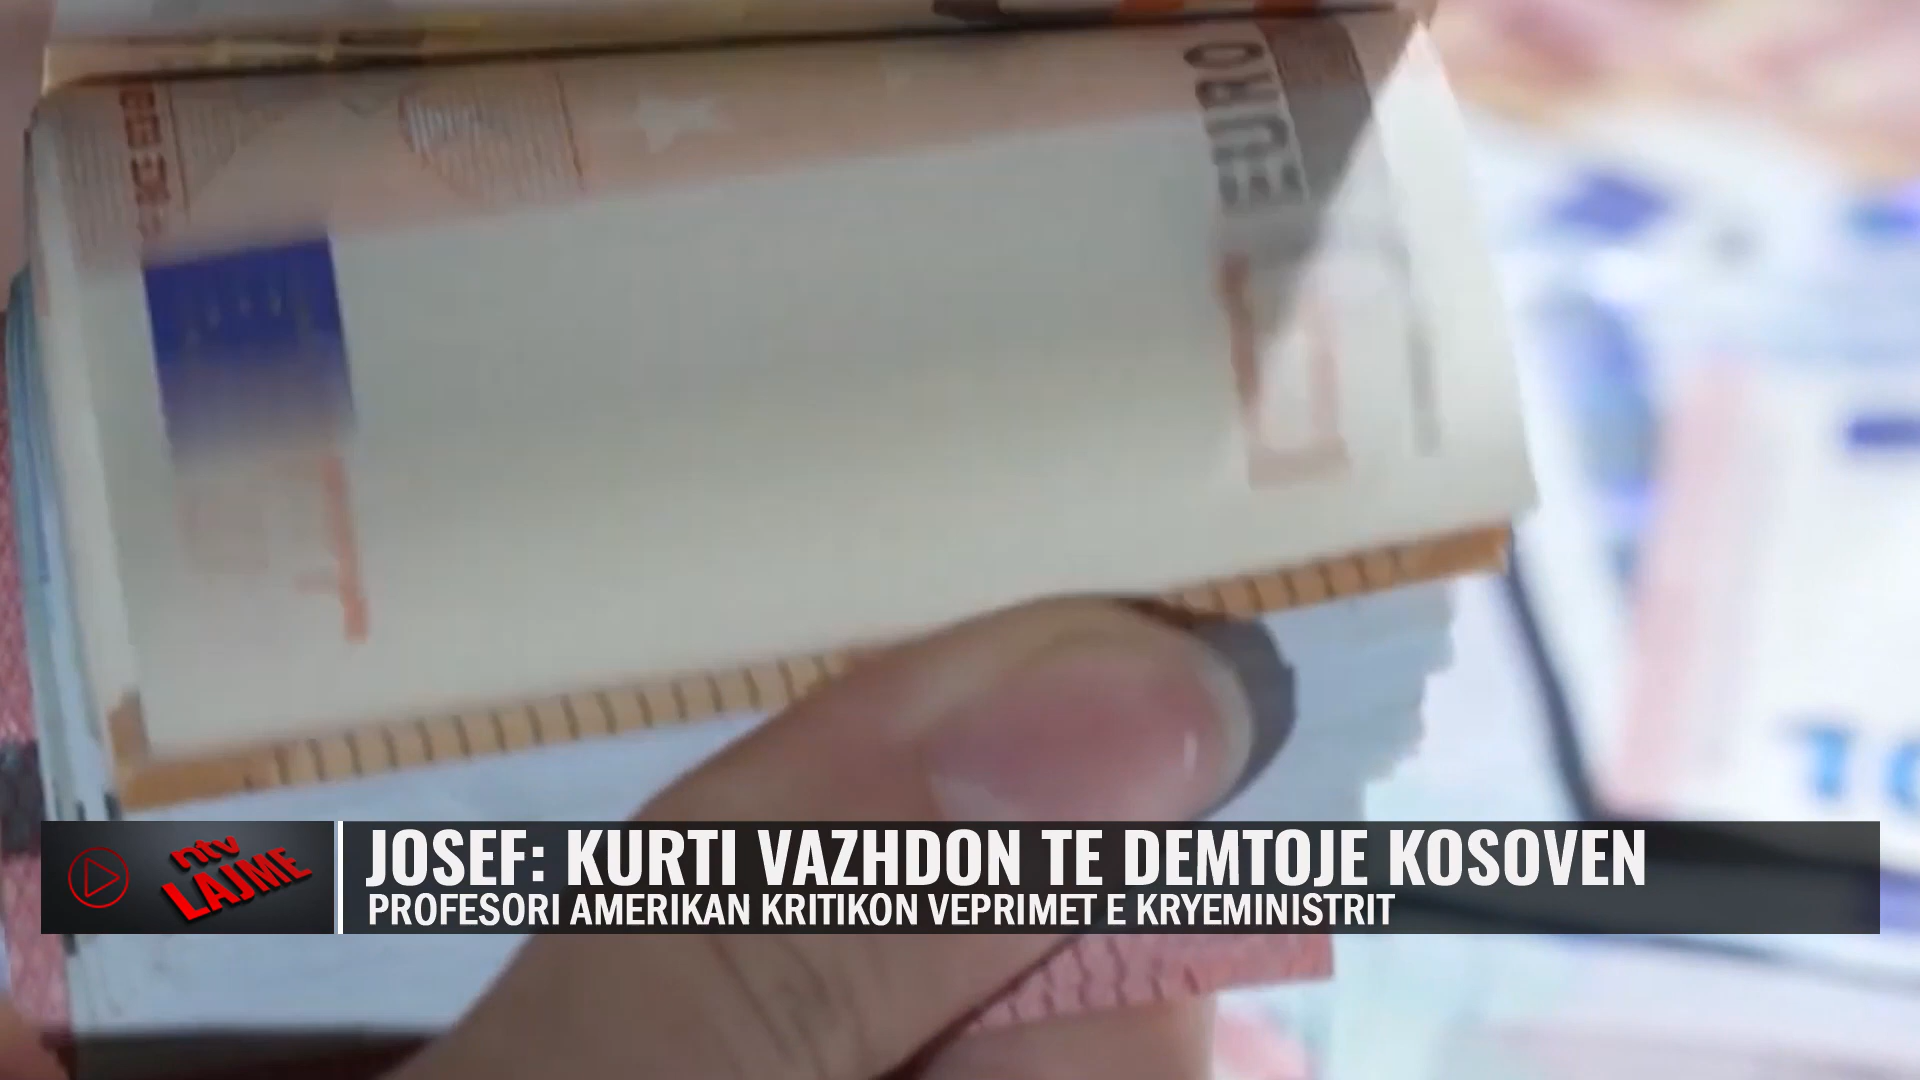 EURO
ntv
LAJME
JOSEF: KURTI VAZHDON TE DEMTOJE KOSOVEN
PROFESORI AMERIKAN KRITIKON VEPRIMET E KRYEMINISTRIT